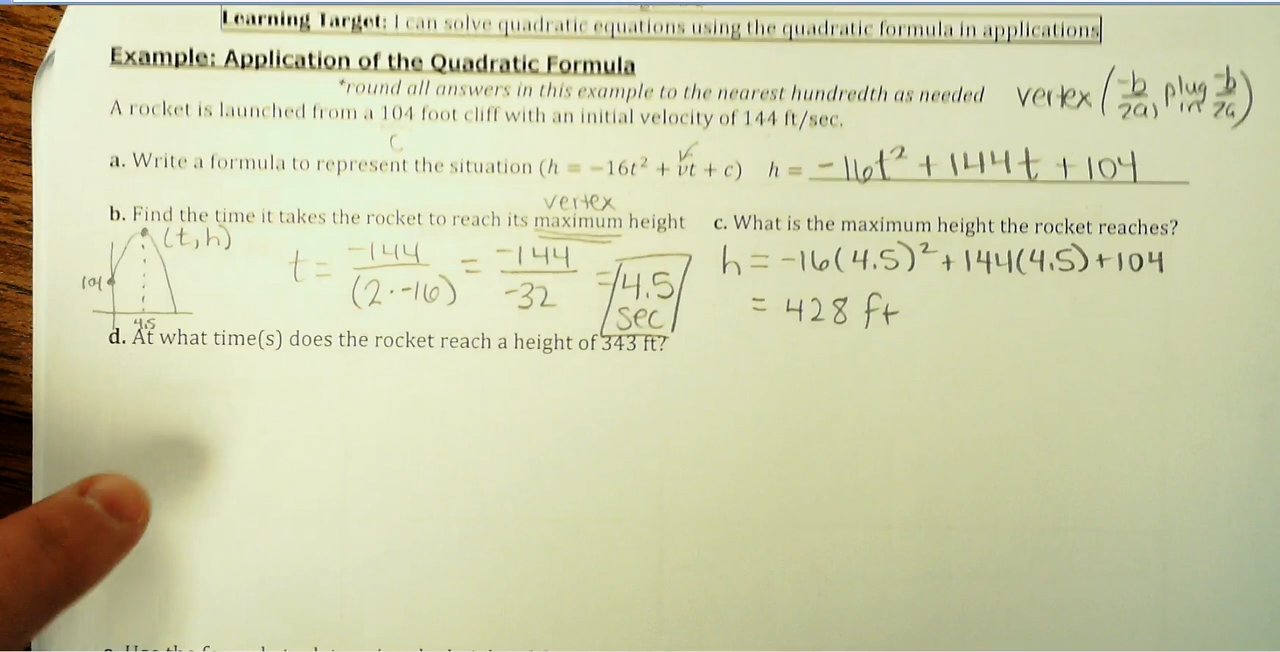 Learning Target: I can solve quadratic equations using the quadratic formula in applications
Example: Application of the Quadratic Formula
*round all answers in this example to the nearest hundredth as needed
vertex (-b/2a, plug in -b/2a)
A rocket is launched from a 104 foot cliff with an initial velocity of 144 ft/sec.
c
v
a. Write a formula to represent the situation (h = −16t² + vt + c) h = -16t² + 144t + 104
vertex
b. Find the time it takes the rocket to reach its maximum height
c. What is the maximum height the rocket reaches?
(t, h)
104
4.5
t = -144/(2·-16) = -144/-32 = 4.5 sec
h = -16(4.5)² + 144(4.5) + 104
= 428 ft
d. At what time(s) does the rocket reach a height of 343 ft?